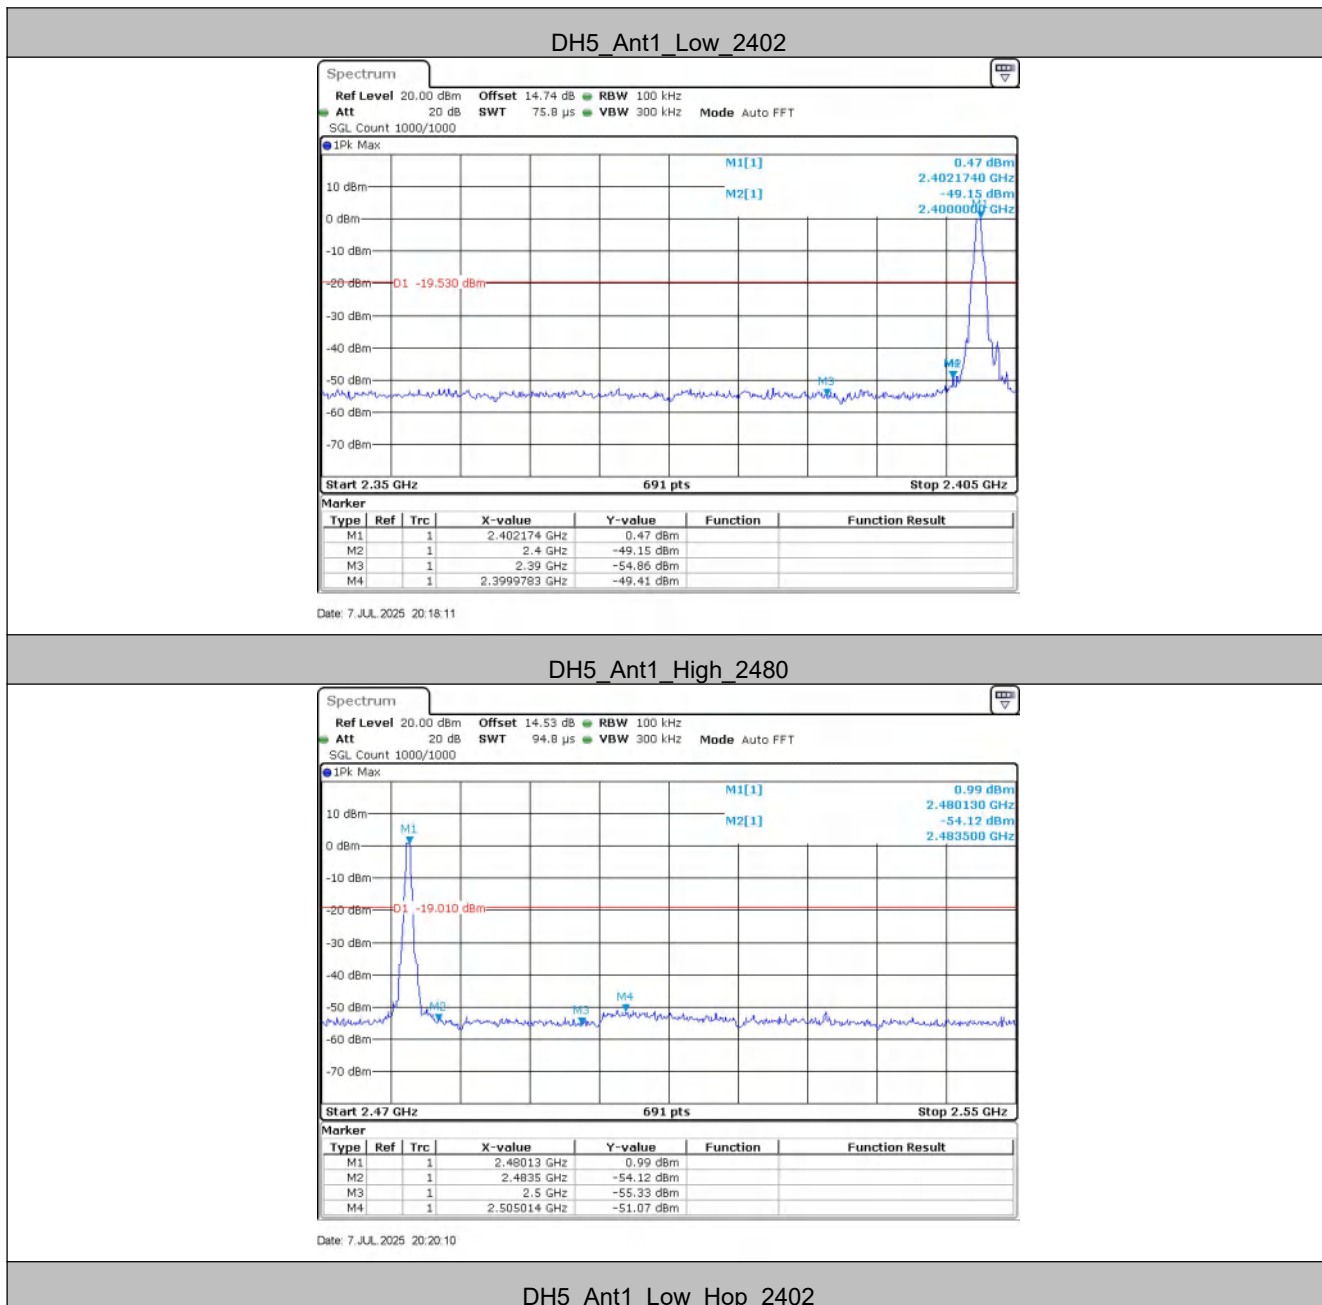 DH5_Ant1_Low_2402
Spectrum
Ref Level 20.00 dBm Offset 14.74 dB RBW 100 kHz
Att 20 dB SWT 75.8 µs VBW 300 kHz Mode Auto FFT
SGL Count 1000/1000
1Pk Max
M1[1] 0.47 dBm
2.4021740 GHz
M2[1] -49.15 dBm
2.4000000 GHz
M1
10 dBm
0 dBm
-10 dBm
-20 dBm
D1 -19.530 dBm
-30 dBm
-40 dBm
-50 dBm
M3
-60 dBm
-70 dBm
Start 2.35 GHz 691 pts Stop 2.405 GHz
Marker
Type Ref Trc X-value Y-value Function Function Result
M1 1 2.402174 GHz 0.47 dBm
M2 1 2.4 GHz -49.15 dBm
M3 1 2.39 GHz -54.86 dBm
M4 1 2.3999783 GHz -49.41 dBm
Date: 7.JUL.2025 20:18:11
DH5_Ant1_High_2480
Spectrum
Ref Level 20.00 dBm Offset 14.53 dB RBW 100 kHz
Att 20 dB SWT 94.8 µs VBW 300 kHz Mode Auto FFT
SGL Count 1000/1000
1Pk Max
M1[1] 0.99 dBm
2.480130 GHz
M2[1] -54.12 dBm
2.483500 GHz
10 dBm
M1
0 dBm
-10 dBm
-20 dBm
D1 -19.010 dBm
-30 dBm
-40 dBm
-50 dBm
M2
M3
M4
-60 dBm
-70 dBm
Start 2.47 GHz 691 pts Stop 2.55 GHz
Marker
Type Ref Trc X-value Y-value Function Function Result
M1 1 2.48013 GHz 0.99 dBm
M2 1 2.4835 GHz -54.12 dBm
M3 1 2.5 GHz -55.33 dBm
M4 1 2.505014 GHz -51.07 dBm
Date: 7.JUL.2025 20:20:10
DH5_Ant1_Low_Hop_2402